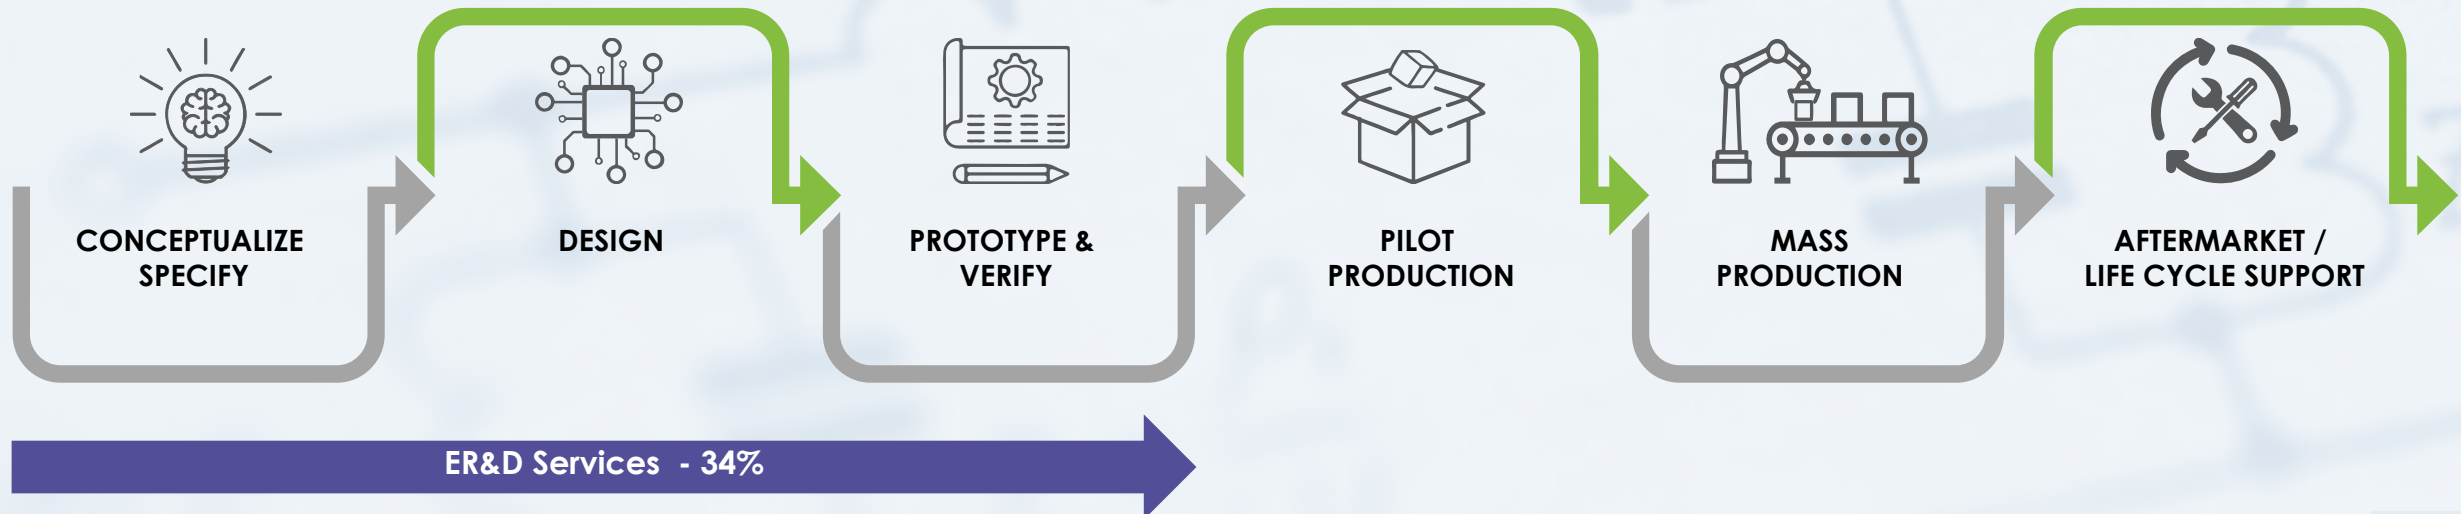 CONCEPTUALIZE
SPECIFY
DESIGN
PROTOTYPE &
VERIFY
PILOT
PRODUCTION
MASS
PRODUCTION
AFTERMARKET /
LIFE CYCLE SUPPORT
ER&D Services - 34%